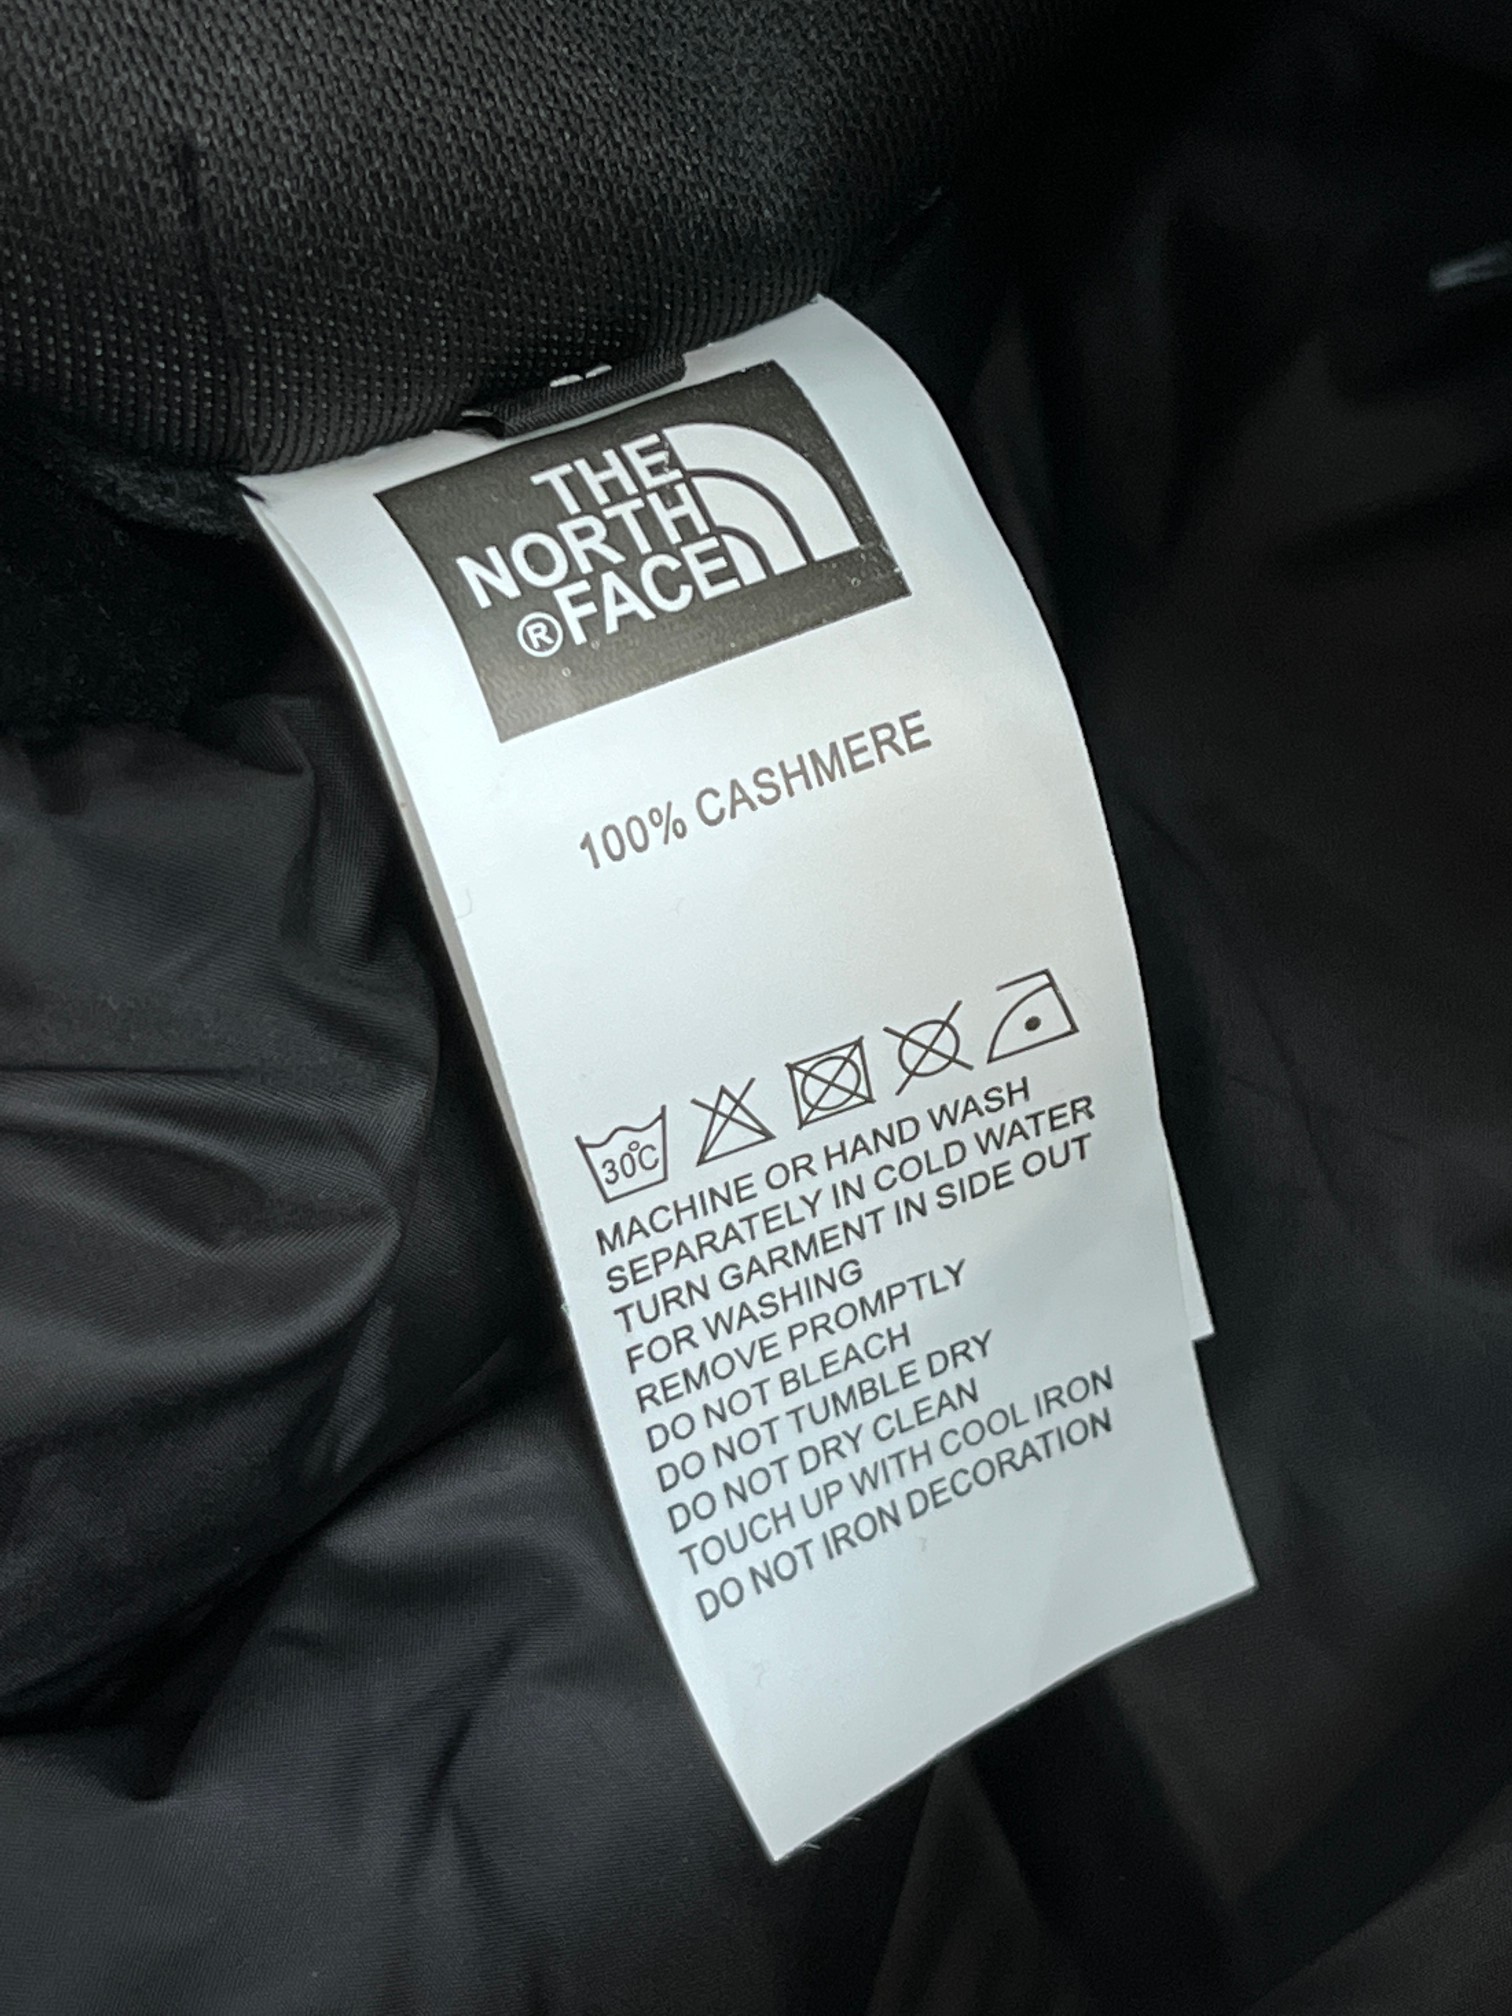 THE
NORTH
®FACE
100% CASHMERE
30°C
MACHINE OR HAND WASH
SEPARATELY IN COLD WATER
TURN GARMENT IN SIDE OUT
FOR WASHING
REMOVE PROMPTLY
DO NOT BLEACH
DO NOT TUMBLE DRY
DO NOT DRY CLEAN
TOUCH UP WITH COOL IRON
DO NOT IRON DECORATION